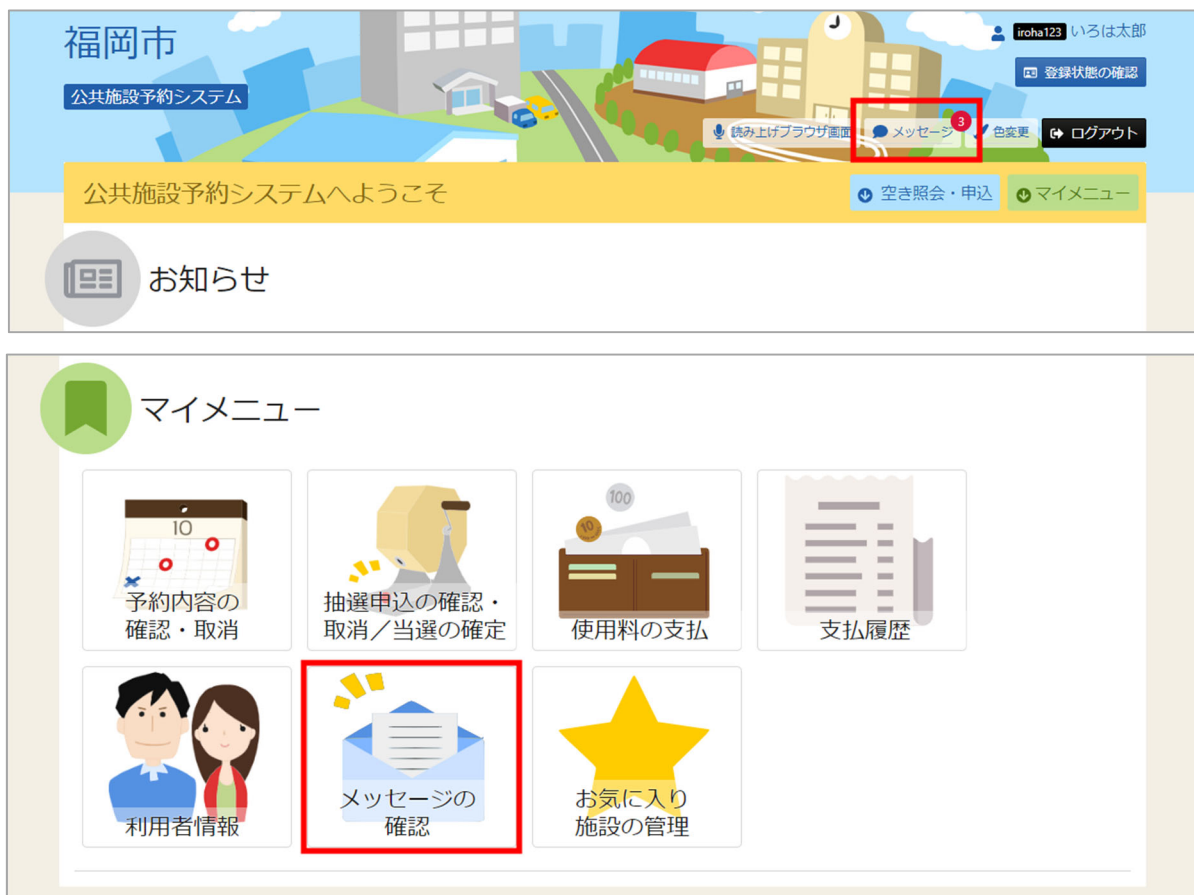 福岡市
iroha123 いろは太郎
登録状態の確認
公共施設予約システム
読み上げブラウザ画面
メッセージ 3
色変更
ログアウト
公共施設予約システムへようこそ
空き照会・申込
マイメニュー
お知らせ
マイメニュー
10
予約内容の
確認・取消
抽選申込の確認・
取消／当選の確定
100
10
使用料の支払
支払履歴
利用者情報
メッセージの
確認
お気に入り
施設の管理